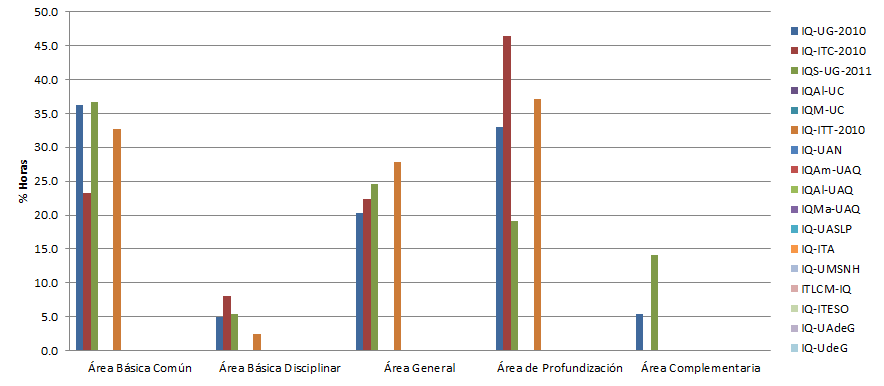 50.0
45.0
40.0
35.0
30.0
25.0
20.0
15.0
10.0
5.0
0.0
% Horas
Área Básica Común
Área Básica Disciplinar
Área General
Área de Profundización
Área Complementaria
IQ-UG-2010
IQ-ITC-2010
IQS-UG-2011
IQAl-UC
IQM-UC
IQ-ITT-2010
IQ-UAN
IQAm-UAQ
IQAl-UAQ
IQMa-UAQ
IQ-UASLP
IQ-ITA
IQ-UMSNH
ITLCM-IQ
IQ-ITESO
IQ-UAdeG
IQ-UdeG